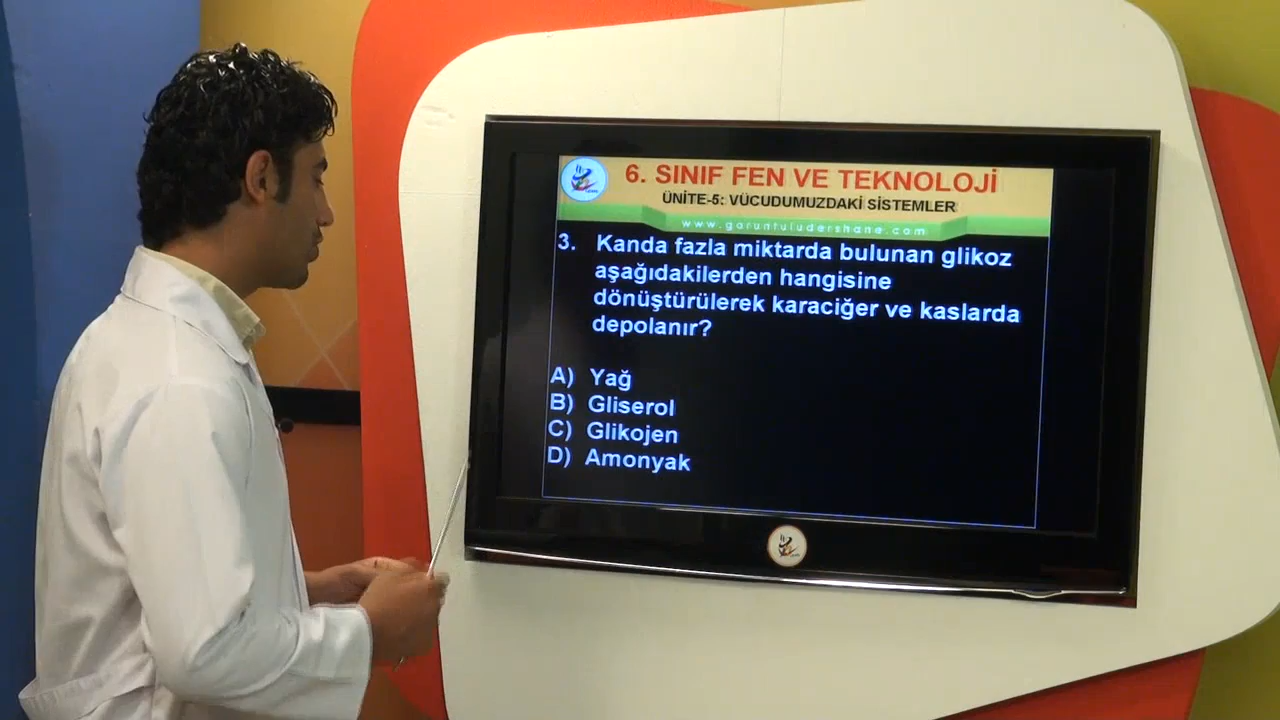 6. SINIF FEN VE TEKNOLOJİ
ÜNİTE-5: VÜCUDUMUZDAKİ SİSTEMLER
www.goruntuludershane.com
3. Kanda fazla miktarda bulunan glikoz
aşağıdakilerden hangisine
dönüştürülerek karaciğer ve kaslarda
depolanır?
A) Yağ
B) Gliserol
C) Glikojen
D) Amonyak